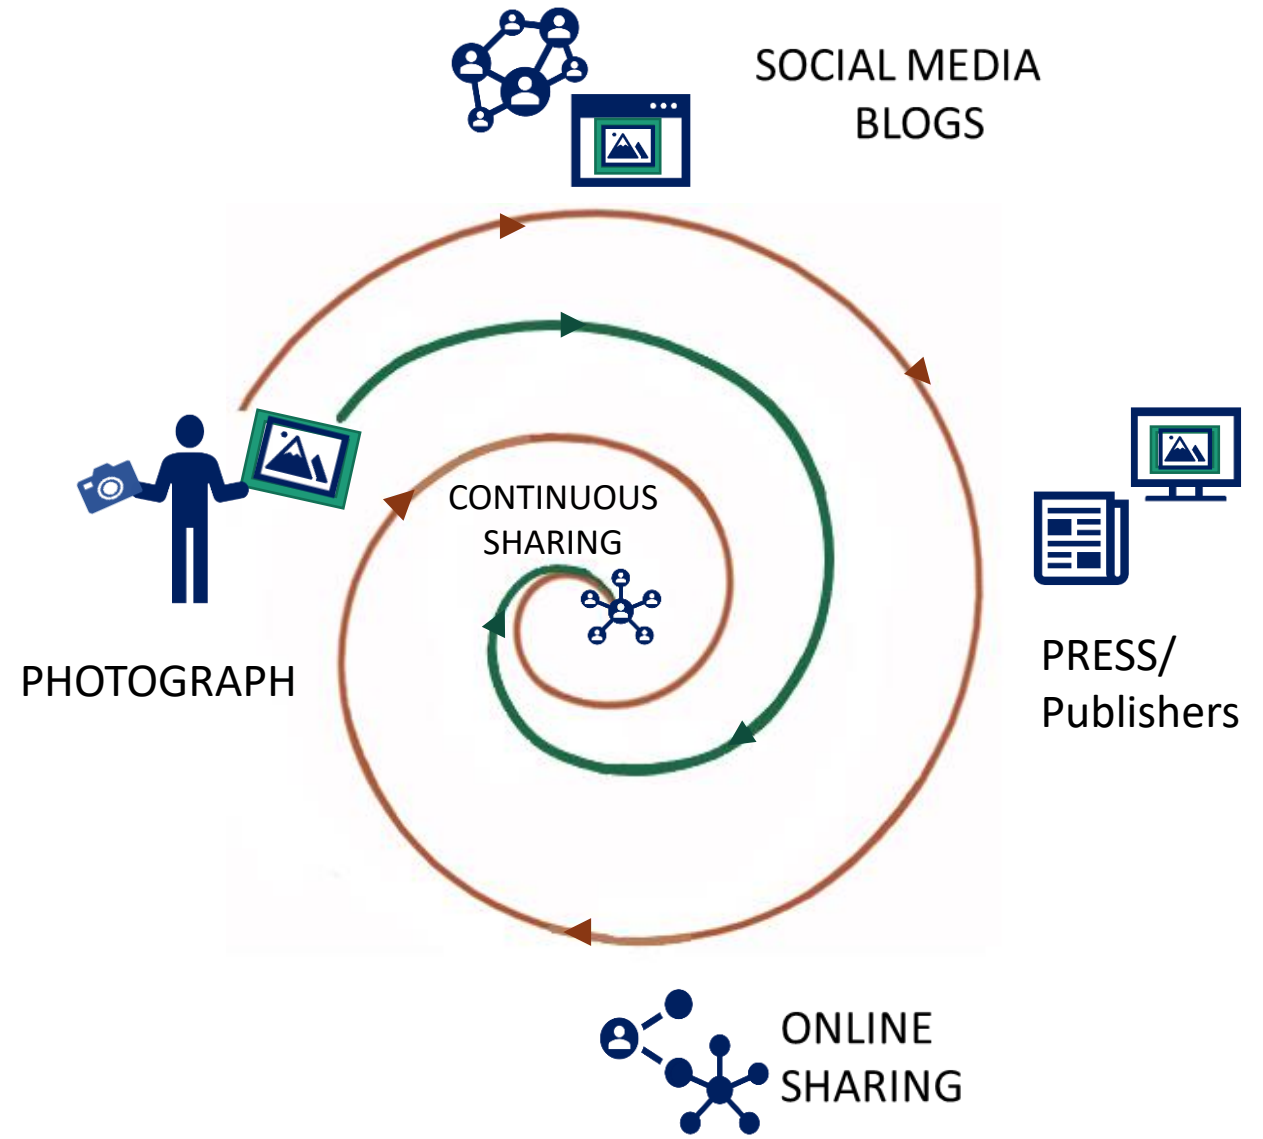 SOCIAL MEDIA
BLOGS
CONTINUOUS
SHARING
PHOTOGRAPH
PRESS/
Publishers
ONLINE
SHARING